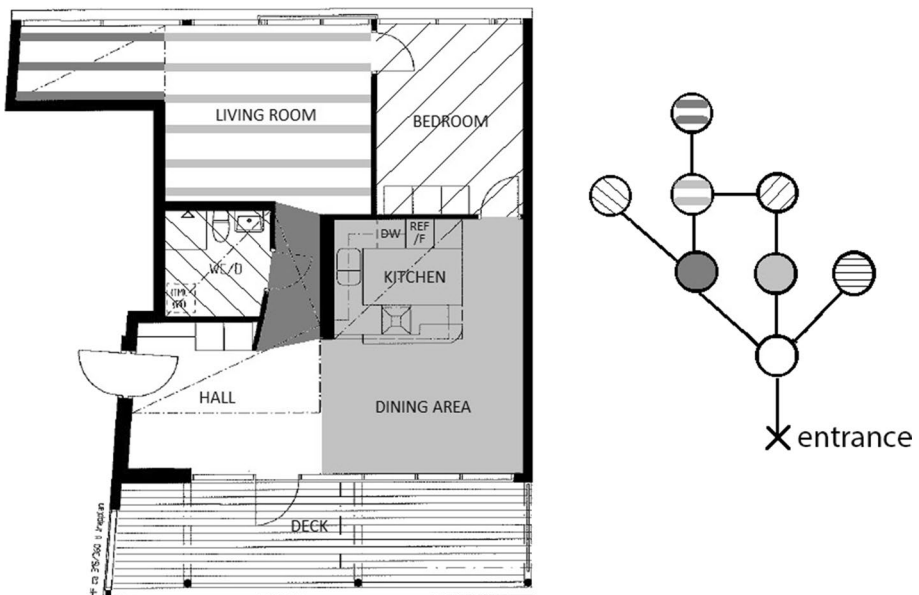 LIVING ROOM
BEDROOM
DW
REF
/F
WC/D
KITCHEN
HALL
DINING AREA
DECK
entrance